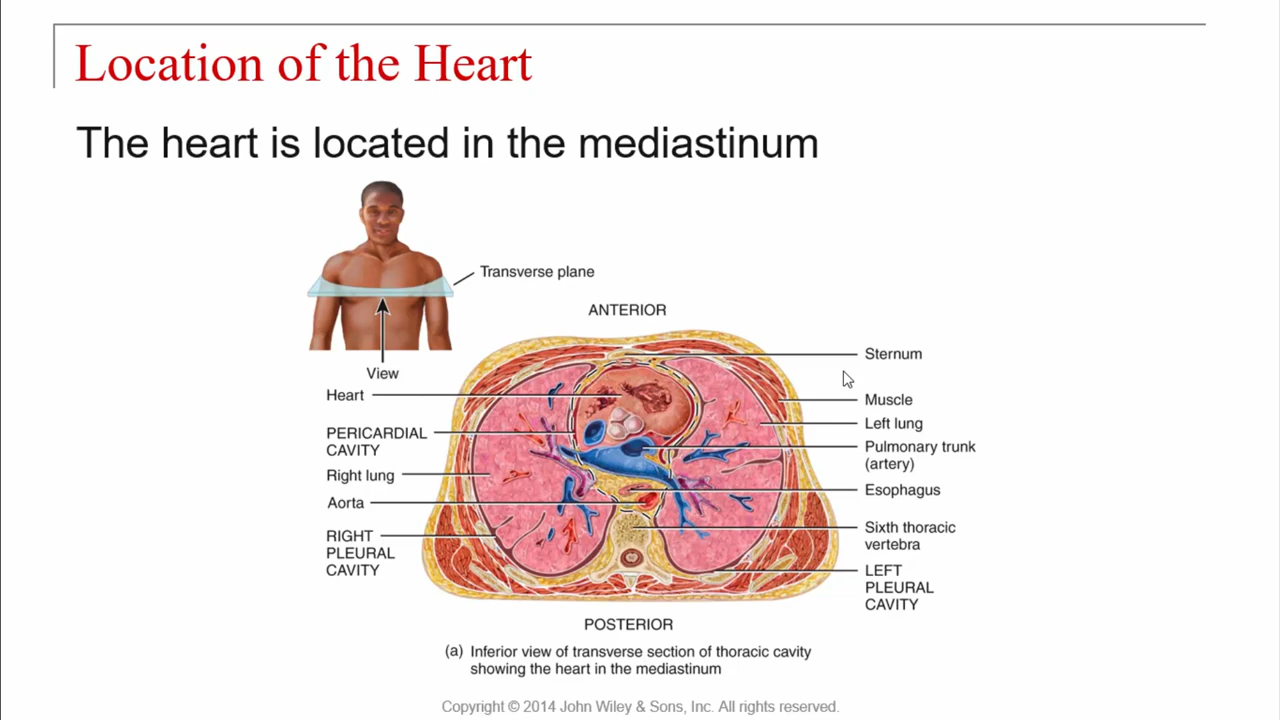 Location of the Heart
The heart is located in the mediastinum
Transverse plane
ANTERIOR
View
Heart
PERICARDIAL
CAVITY
Right lung
Aorta
RIGHT
PLEURAL
CAVITY
Sternum
Muscle
Left lung
Pulmonary trunk
(artery)
Esophagus
Sixth thoracic
vertebra
LEFT
PLEURAL
CAVITY
POSTERIOR
(a) Inferior view of transverse section of thoracic cavity
showing the heart in the mediastinum
Copyright © 2014 John Wiley & Sons, Inc. All rights reserved.